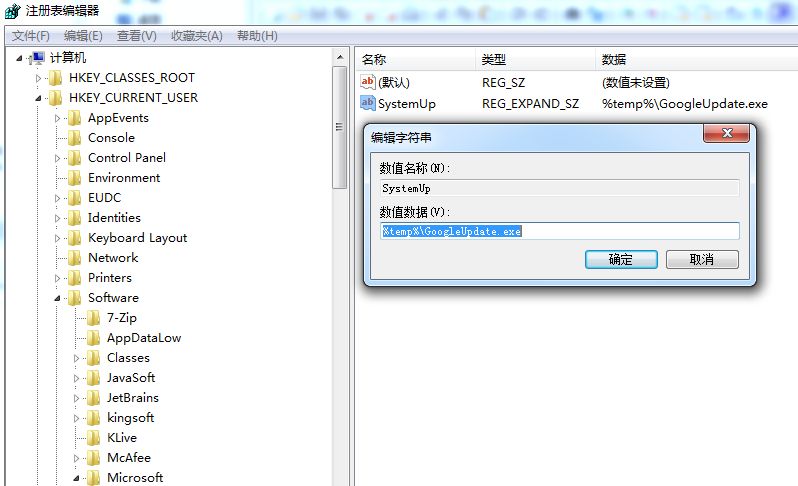 注册表编辑器
文件(F) 编辑(E) 查看(V) 收藏夹(A) 帮助(H)
计算机
HKEY_CLASSES_ROOT
HKEY_CURRENT_USER
AppEvents
Console
Control Panel
Environment
EUDC
Identities
Keyboard Layout
Network
Printers
Software
7-Zip
AppDataLow
Classes
JavaSoft
JetBrains
kingsoft
KLive
McAfee
Microsoft
名称 类型 数据
(默认) REG_SZ (数值未设置)
SystemUp REG_EXPAND_SZ %temp%\GoogleUpdate.exe
编辑字符串
数值名称(N):
SystemUp
数值数据(V):
%temp%\GoogleUpdate.exe
确定 取消